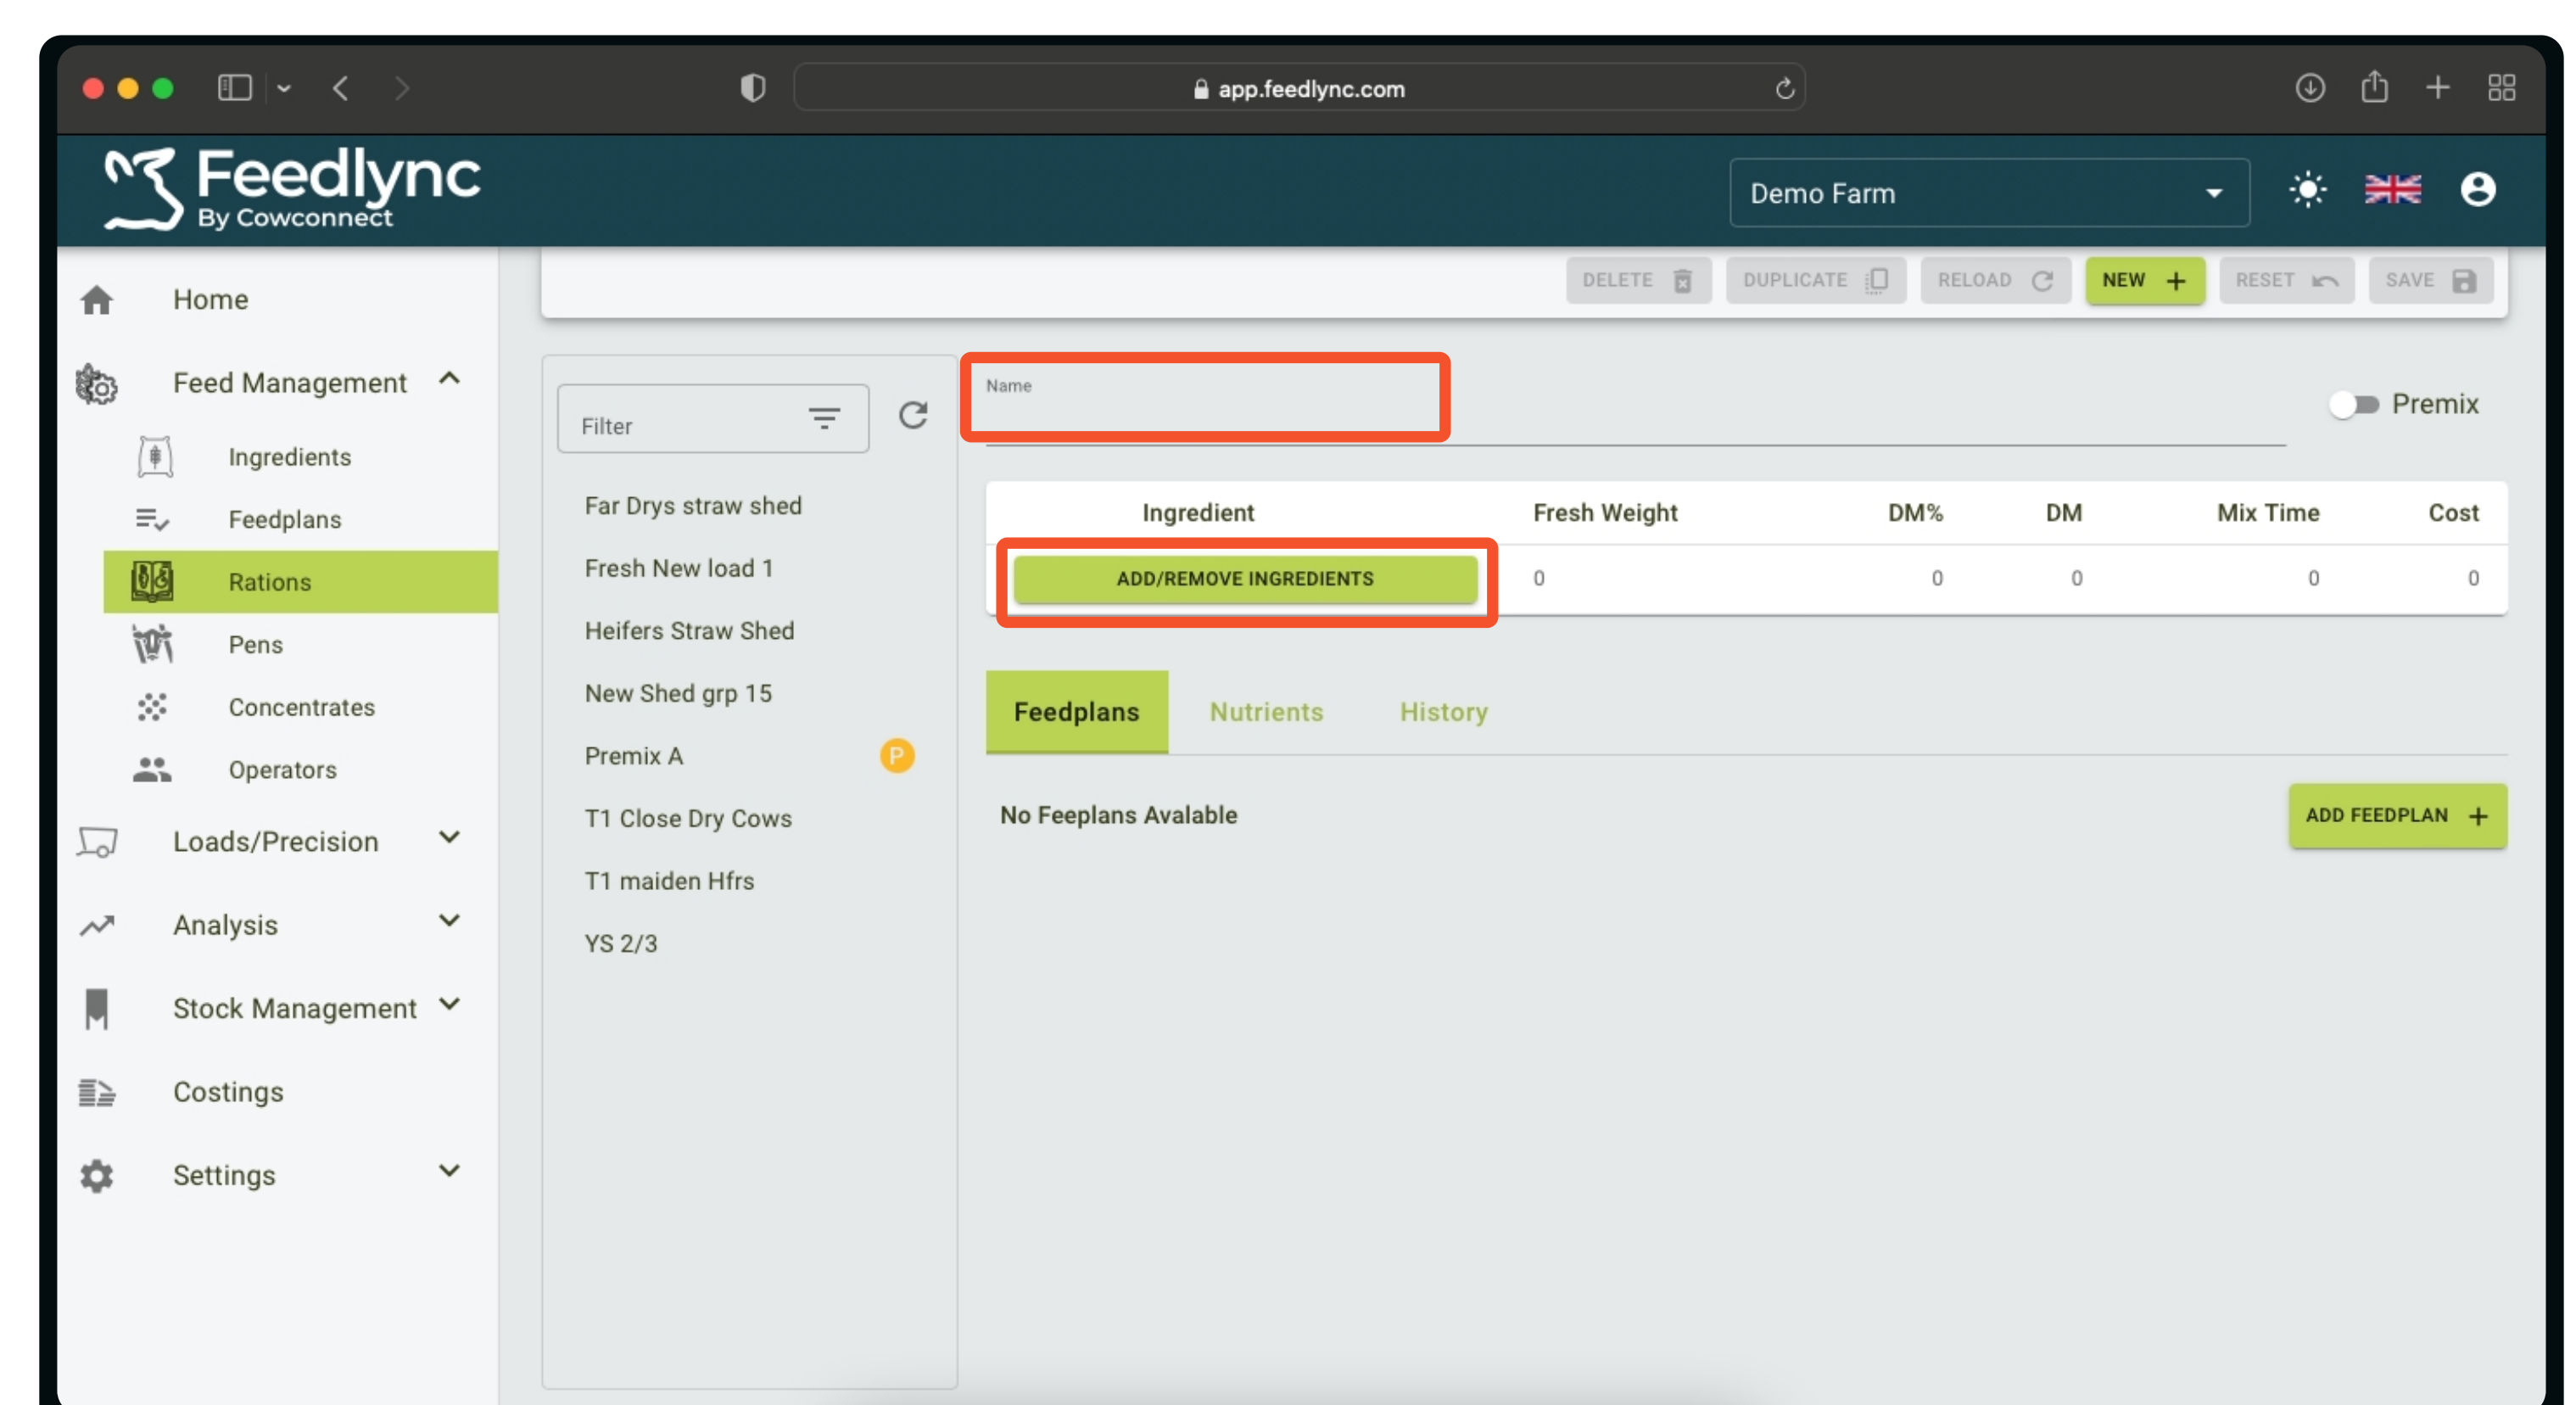 app.feedlync.com
Feedlync
By Cowconnect
Demo Farm
DELETE DUPLICATE RELOAD NEW + RESET SAVE
Home
Feed Management
Ingredients
Feedplans
Rations
Pens
Concentrates
Operators
Loads/Precision
Analysis
Stock Management
Costings
Settings
Filter
Far Drys straw shed
Fresh New load 1
Heifers Straw Shed
New Shed grp 15
Premix A P
T1 Close Dry Cows
T1 maiden Hfrs
YS 2/3
Name
Premix
Ingredient Fresh Weight DM% DM Mix Time Cost
ADD/REMOVE INGREDIENTS 0 0 0 0 0
Feedplans Nutrients History
No Feeplans Avalable
ADD FEEDPLAN +